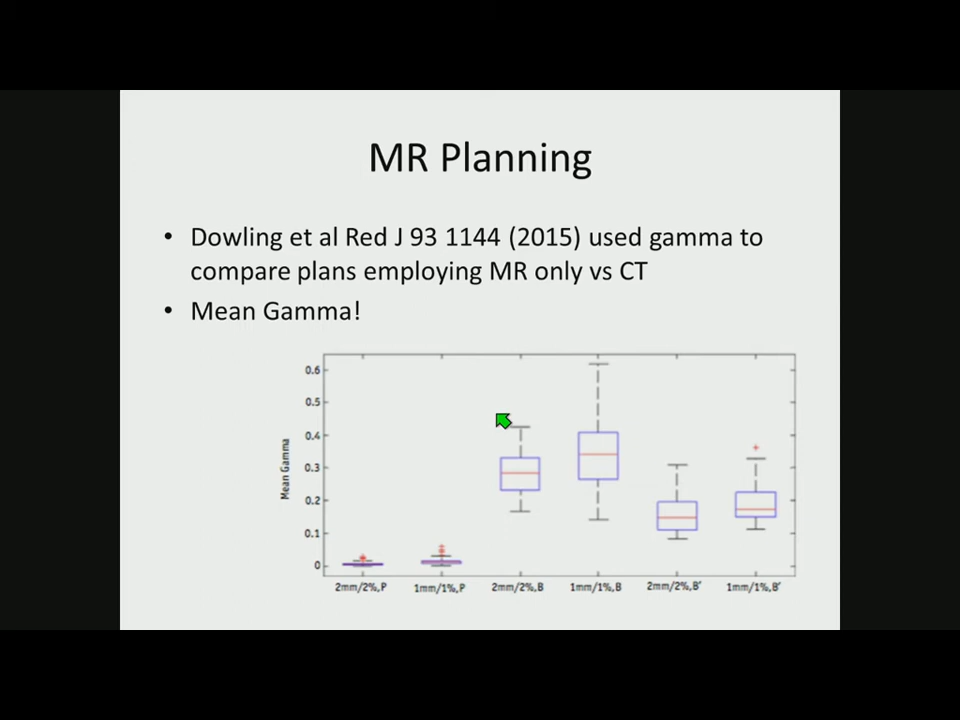 MR Planning
• Dowling et al Red J 93 1144 (2015) used gamma to
compare plans employing MR only vs CT
• Mean Gamma!
0.6
0.5
0.4
0.3
0.2
0.1
0
Mean Gamma
2mm/2%,P 1mm/1%,P 2mm/2%,B 1mm/1%,B 2mm/2%,B' 1mm/1%,B'